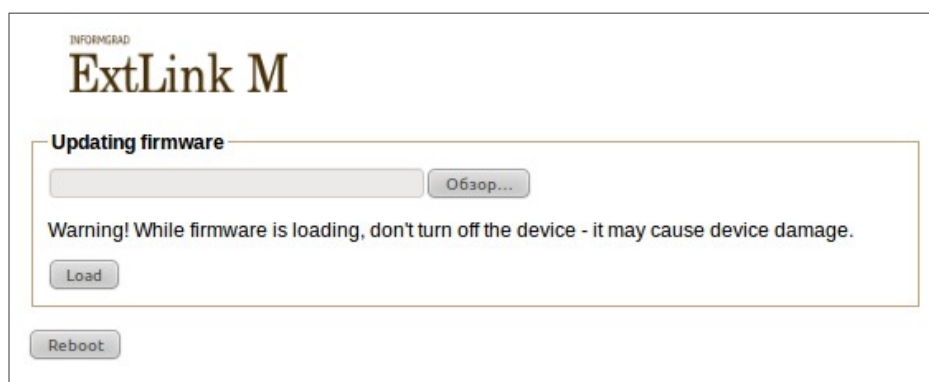 INFORMGRAD
ExtLink M
Updating firmware
Обзор...
Warning! While firmware is loading, don't turn off the device - it may cause device damage.
Load
Reboot